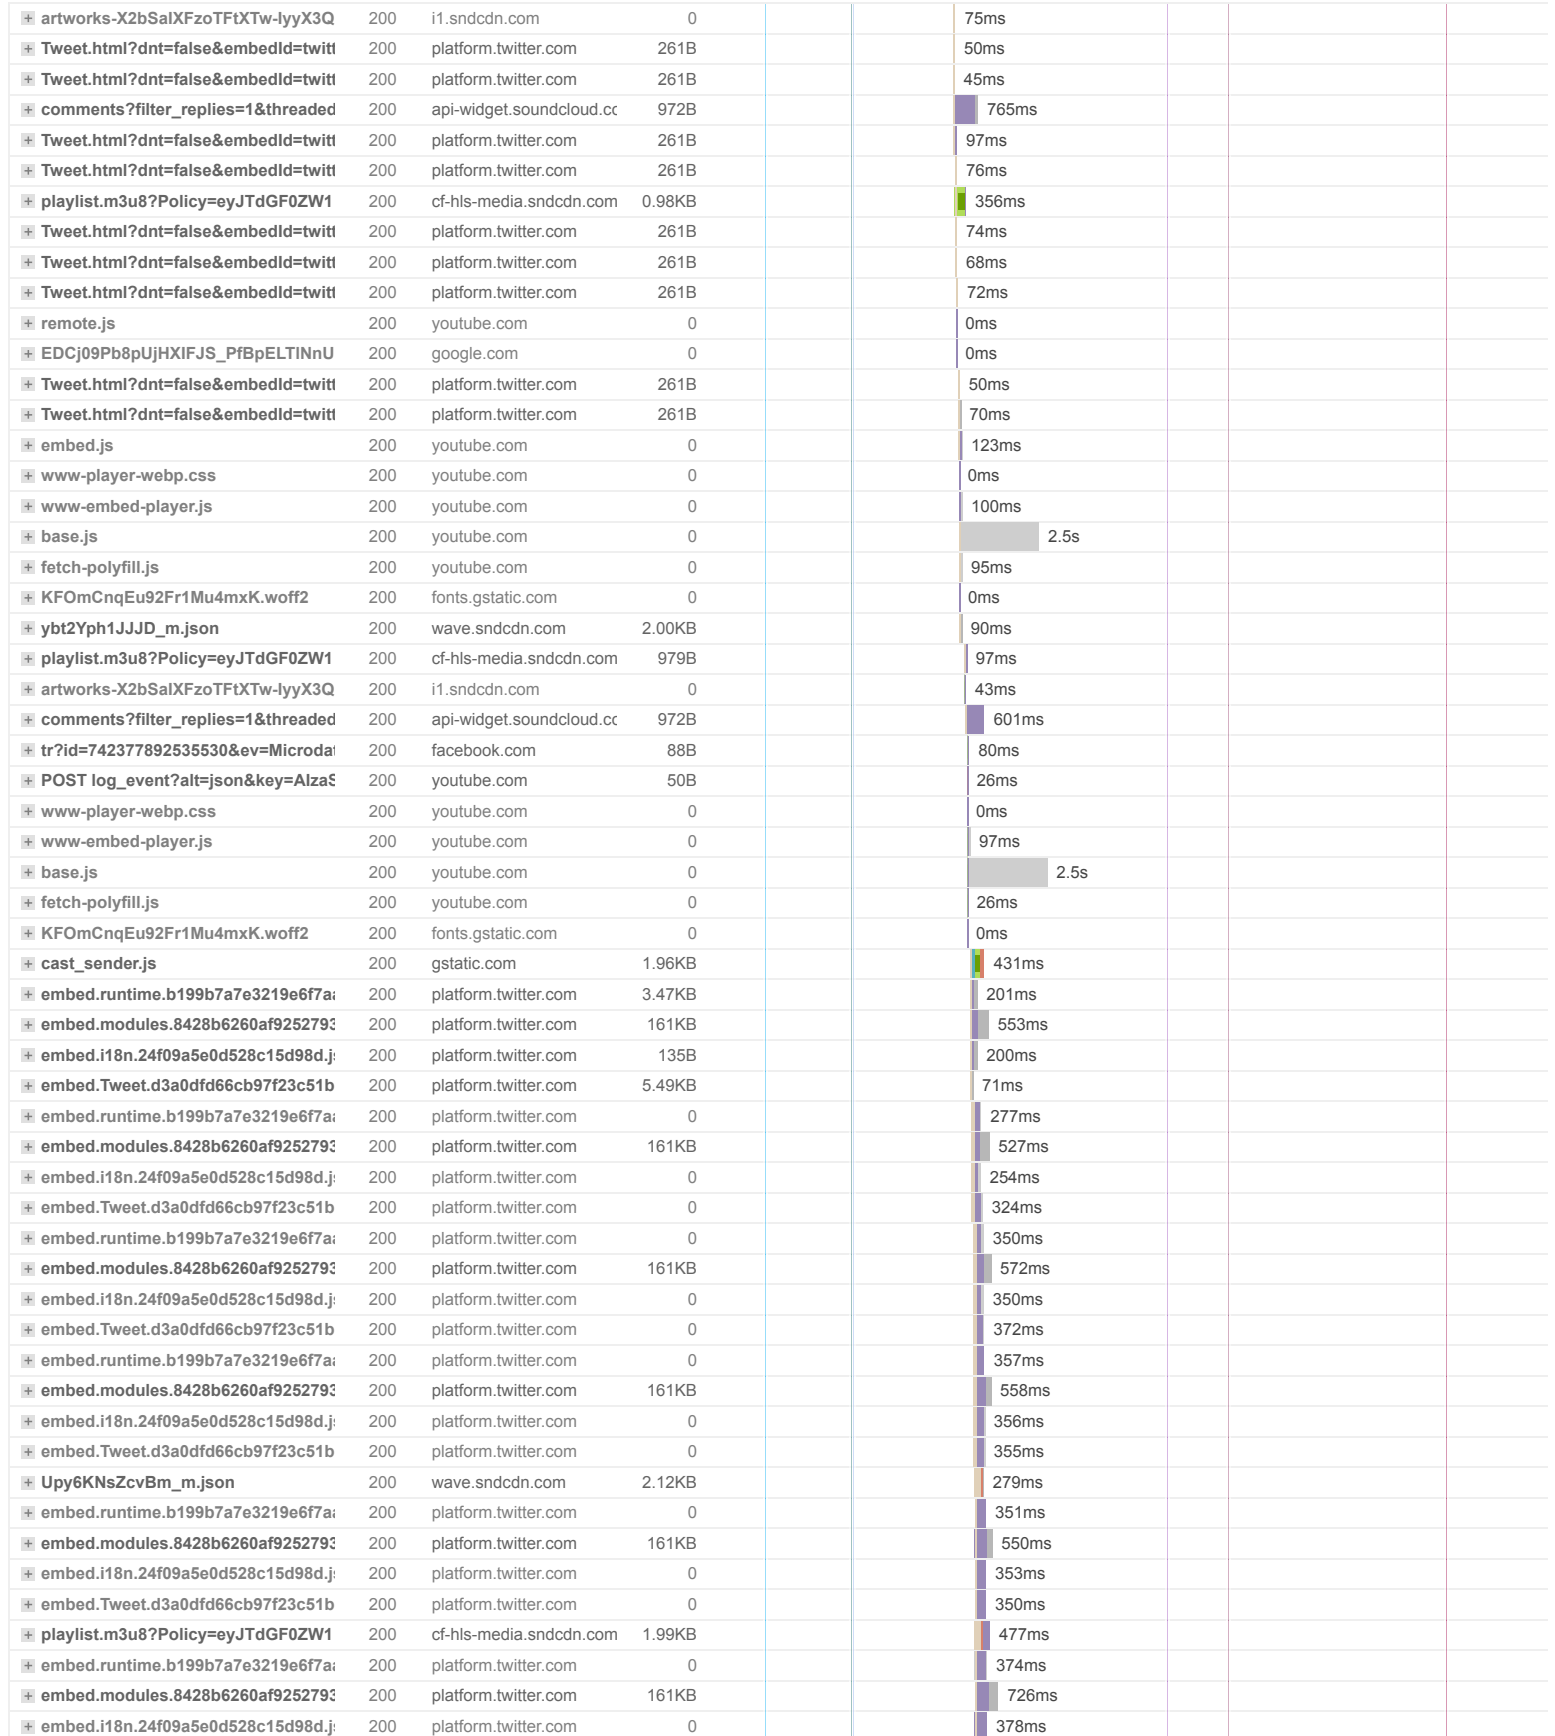 artworks-X2bSalXFzoTFtXTw-lyyX3Q 200 i1.sndcdn.com 0 75ms
Tweet.html?dnt=false&embedId=twitt 200 platform.twitter.com 261B 50ms
Tweet.html?dnt=false&embedId=twitt 200 platform.twitter.com 261B 45ms
comments?filter_replies=1&threaded 200 api-widget.soundcloud.co 972B 765ms
Tweet.html?dnt=false&embedId=twitt 200 platform.twitter.com 261B 97ms
Tweet.html?dnt=false&embedId=twitt 200 platform.twitter.com 261B 76ms
playlist.m3u8?Policy=eyJTdGF0ZW1 200 cf-hls-media.sndcdn.com 0.98KB 356ms
Tweet.html?dnt=false&embedId=twitt 200 platform.twitter.com 261B 74ms
Tweet.html?dnt=false&embedId=twitt 200 platform.twitter.com 261B 68ms
Tweet.html?dnt=false&embedId=twitt 200 platform.twitter.com 261B 72ms
remote.js 200 youtube.com 0 0ms
EDCj09Pb8pUjHXIFJS_PfBpELTINnU 200 google.com 0 0ms
Tweet.html?dnt=false&embedId=twitt 200 platform.twitter.com 261B 50ms
Tweet.html?dnt=false&embedId=twitt 200 platform.twitter.com 261B 70ms
embed.js 200 youtube.com 0 123ms
www-player-webp.css 200 youtube.com 0 0ms
www-embed-player.js 200 youtube.com 0 100ms
base.js 200 youtube.com 0 2.5s
fetch-polyfill.js 200 youtube.com 0 95ms
KFOmCnqEu92Fr1Mu4mxK.woff2 200 fonts.gstatic.com 0 0ms
ybt2Yph1JJJD_m.json 200 wave.sndcdn.com 2.00KB 90ms
playlist.m3u8?Policy=eyJTdGF0ZW1 200 cf-hls-media.sndcdn.com 979B 97ms
artworks-X2bSalXFzoTFtXTw-lyyX3Q 200 i1.sndcdn.com 0 43ms
comments?filter_replies=1&threaded 200 api-widget.soundcloud.co 972B 601ms
tr?id=742377892535530&ev=Microdat 200 facebook.com 88B 80ms
POST log_event?alt=json&key=AIzaS 200 youtube.com 50B 26ms
www-player-webp.css 200 youtube.com 0 0ms
www-embed-player.js 200 youtube.com 0 97ms
base.js 200 youtube.com 0 2.5s
fetch-polyfill.js 200 youtube.com 0 26ms
KFOmCnqEu92Fr1Mu4mxK.woff2 200 fonts.gstatic.com 0 0ms
cast_sender.js 200 gstatic.com 1.96KB 431ms
embed.runtime.b199b7a7e3219e6f7aa 200 platform.twitter.com 3.47KB 201ms
embed.modules.8428b6260af9252793 200 platform.twitter.com 161KB 553ms
embed.i18n.24f09a5e0d528c15d98d.j 200 platform.twitter.com 135B 200ms
embed.Tweet.d3a0dfd66cb97f23c51b 200 platform.twitter.com 5.49KB 71ms
embed.runtime.b199b7a7e3219e6f7aa 200 platform.twitter.com 0 277ms
embed.modules.8428b6260af9252793 200 platform.twitter.com 161KB 527ms
embed.i18n.24f09a5e0d528c15d98d.j 200 platform.twitter.com 0 254ms
embed.Tweet.d3a0dfd66cb97f23c51b 200 platform.twitter.com 0 324ms
embed.runtime.b199b7a7e3219e6f7aa 200 platform.twitter.com 0 350ms
embed.modules.8428b6260af9252793 200 platform.twitter.com 161KB 572ms
embed.i18n.24f09a5e0d528c15d98d.j 200 platform.twitter.com 0 350ms
embed.Tweet.d3a0dfd66cb97f23c51b 200 platform.twitter.com 0 372ms
embed.runtime.b199b7a7e3219e6f7aa 200 platform.twitter.com 0 357ms
embed.modules.8428b6260af9252793 200 platform.twitter.com 161KB 558ms
embed.i18n.24f09a5e0d528c15d98d.j 200 platform.twitter.com 0 356ms
embed.Tweet.d3a0dfd66cb97f23c51b 200 platform.twitter.com 0 355ms
Upy6KNsZcvBm_m.json 200 wave.sndcdn.com 2.12KB 279ms
embed.runtime.b199b7a7e3219e6f7aa 200 platform.twitter.com 0 351ms
embed.modules.8428b6260af9252793 200 platform.twitter.com 161KB 550ms
embed.i18n.24f09a5e0d528c15d98d.j 200 platform.twitter.com 0 353ms
embed.Tweet.d3a0dfd66cb97f23c51b 200 platform.twitter.com 0 350ms
playlist.m3u8?Policy=eyJTdGF0ZW1 200 cf-hls-media.sndcdn.com 1.99KB 477ms
embed.runtime.b199b7a7e3219e6f7aa 200 platform.twitter.com 0 374ms
embed.modules.8428b6260af9252793 200 platform.twitter.com 161KB 726ms
embed.i18n.24f09a5e0d528c15d98d.j 200 platform.twitter.com 0 378ms